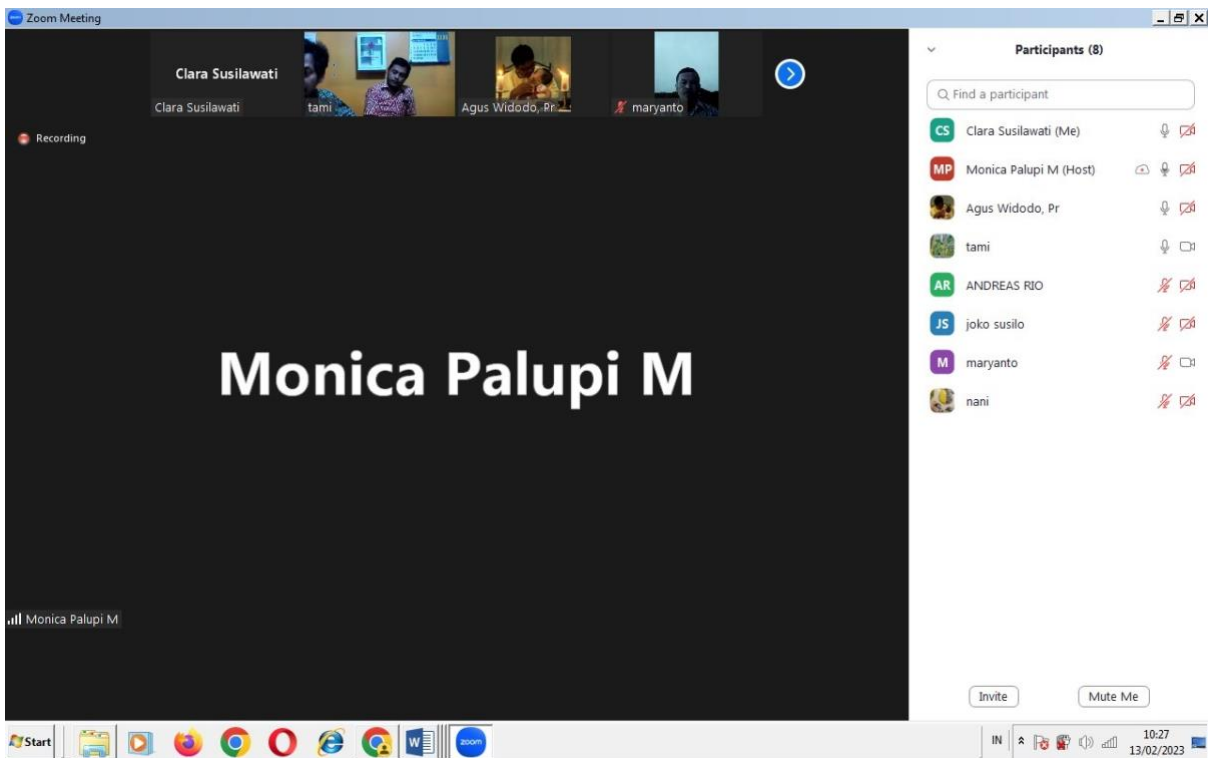 Zoom Meeting
Clara Susilawati
Clara Susilawati
tami
Agus Widodo, Pr
maryanto
Recording
Monica Palupi M
Monica Palupi M
Participants (8)
Find a participant
CS Clara Susilawati (Me)
MP Monica Palupi M (Host)
Agus Widodo, Pr
tami
AR ANDREAS RIO
JS joko susilo
M maryanto
nani
Invite
Mute Me
Start
W
zoom
IN
10:27
13/02/2023